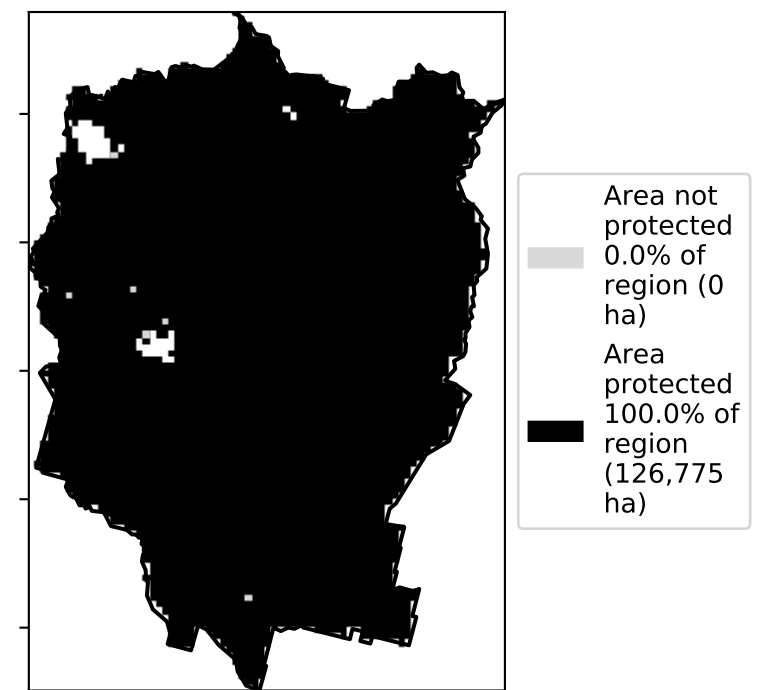 Area not
protected
0.0% of
region (0
ha)
Area
protected
100.0% of
region
(126,775
ha)